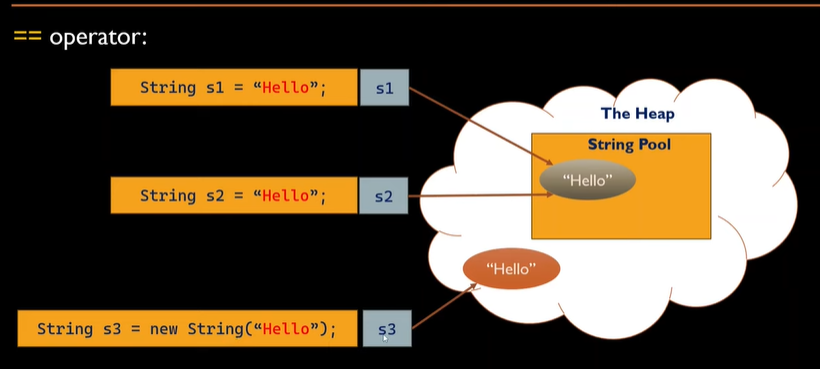 == operator:
String s1 = “Hello”;
s1
The Heap
String Pool
“Hello”
String s2 = “Hello”;
s2
“Hello”
String s3 = new String(“Hello”);
s3